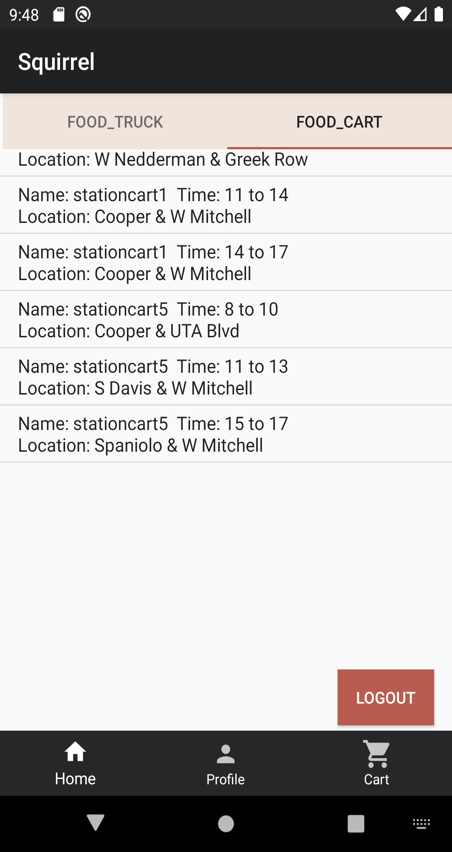 9:48
Squirrel
FOOD_TRUCK FOOD_CART
Location: W Nedderman & Greek Row
Name: stationcart1 Time: 11 to 14
Location: Cooper & W Mitchell
Name: stationcart1 Time: 14 to 17
Location: Cooper & W Mitchell
Name: stationcart5 Time: 8 to 10
Location: Cooper & UTA Blvd
Name: stationcart5 Time: 11 to 13
Location: S Davis & W Mitchell
Name: stationcart5 Time: 15 to 17
Location: Spaniolo & W Mitchell
LOGOUT
Home Profile Cart